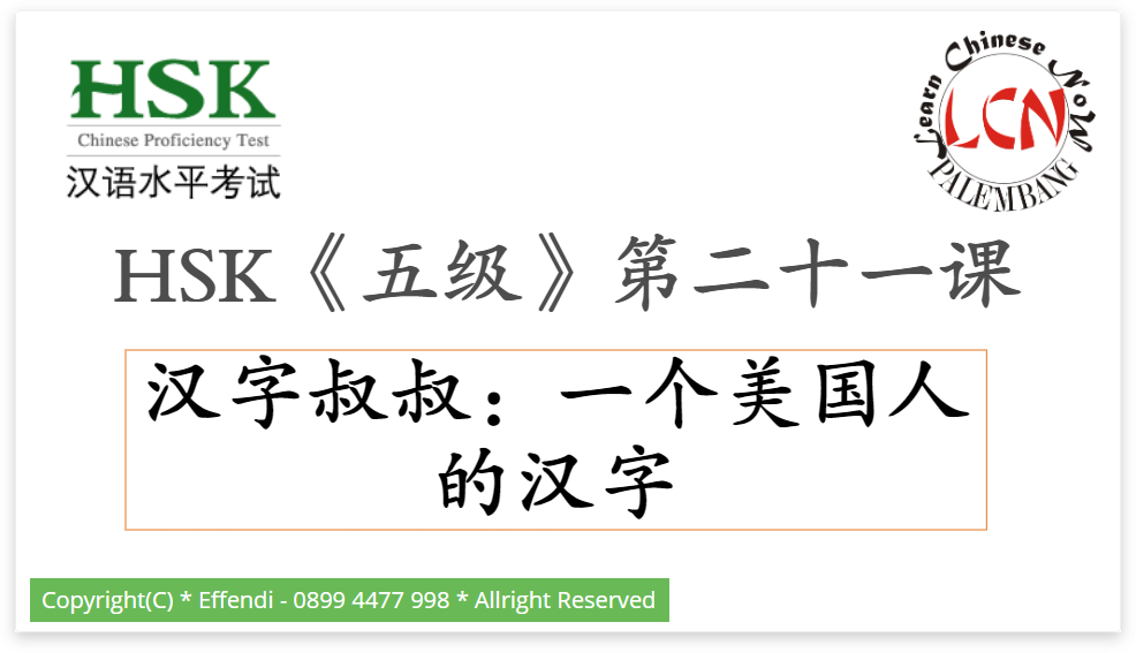 HSK
Chinese Proficiency Test
汉语水平考试
Learn Chinese NoW
LCN
PALEMBANG
HSK《五级》第二十一课
汉字叔叔：一个美国人
的汉字
Copyright(C) * Effendi - 0899 4477 998 * Allright Reserved